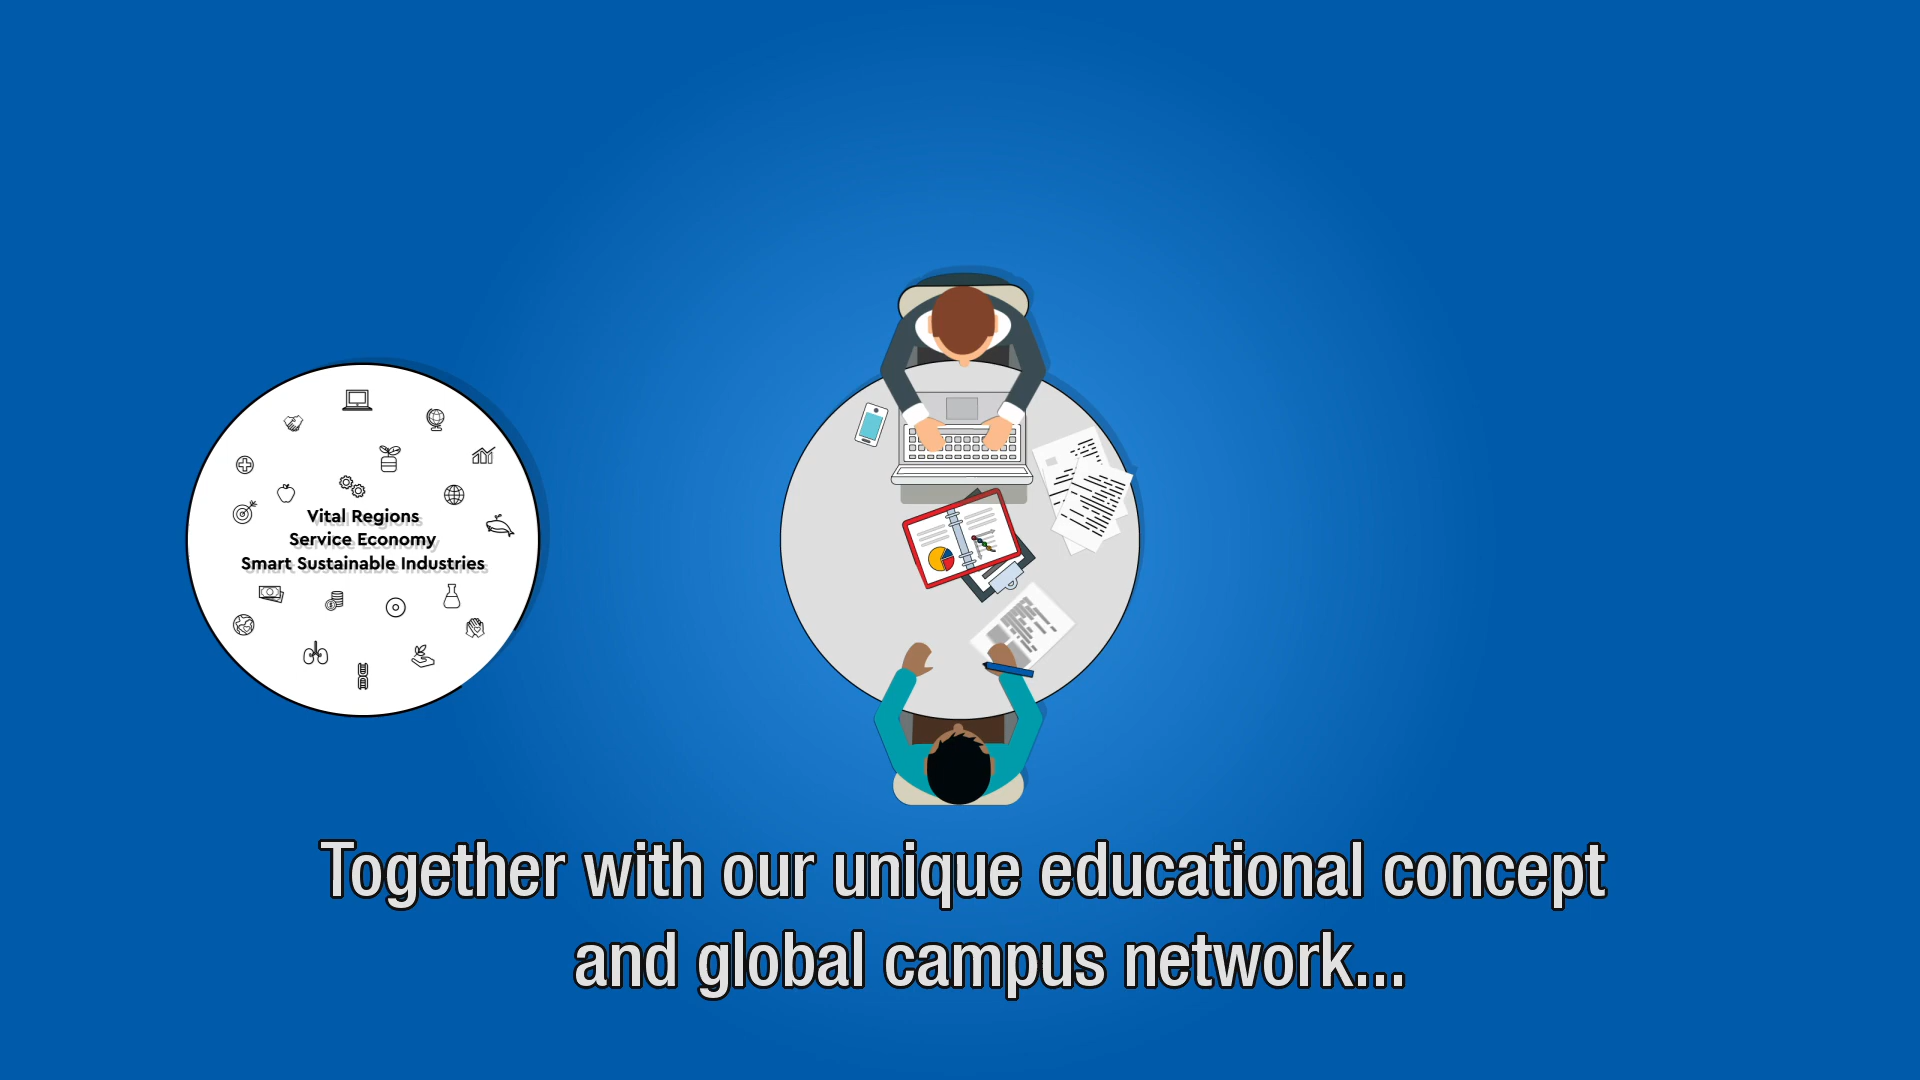 Vital Regions
Service Economy
Smart Sustainable Industries
Together with our unique educational concept
and global campus network...